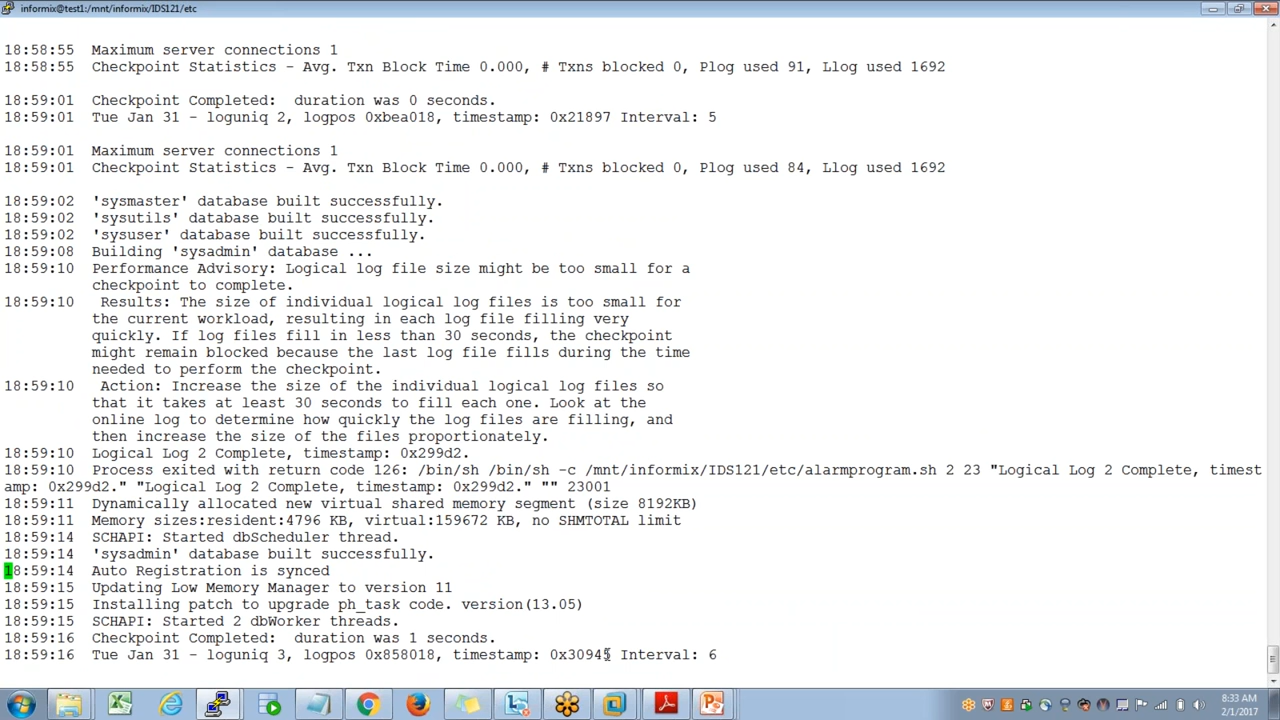 informix@test1:/mnt/informix/IDS121/etc
18:58:55  Maximum server connections 1
18:58:55  Checkpoint Statistics - Avg. Txn Block Time 0.000, # Txns blocked 0, Plog used 91, Llog used 1692
18:59:01  Checkpoint Completed:  duration was 0 seconds.
18:59:01  Tue Jan 31 - loguniq 2, logpos 0xbea018, timestamp: 0x21897 Interval: 5
18:59:01  Maximum server connections 1
18:59:01  Checkpoint Statistics - Avg. Txn Block Time 0.000, # Txns blocked 0, Plog used 84, Llog used 1692
18:59:02  'sysmaster' database built successfully.
18:59:02  'sysutils' database built successfully.
18:59:02  'sysuser' database built successfully.
18:59:08  Building 'sysadmin' database ...
18:59:10  Performance Advisory: Logical log file size might be too small for a
checkpoint to complete.
18:59:10   Results: The size of individual logical log files is too small for
the current workload, resulting in each log file filling very
quickly. If log files fill in less than 30 seconds, the checkpoint
might remain blocked because the last log file fills during the time
needed to perform the checkpoint.
18:59:10   Action: Increase the size of the individual logical log files so
that it takes at least 30 seconds to fill each one. Look at the
online log to determine how quickly the log files are filling, and
then increase the size of the files proportionately.
18:59:10  Logical Log 2 Complete, timestamp: 0x299d2.
18:59:10  Process exited with return code 126: /bin/sh /bin/sh -c /mnt/informix/IDS121/etc/alarmprogram.sh 2 23 "Logical Log 2 Complete, timest
amp: 0x299d2." "Logical Log 2 Complete, timestamp: 0x299d2." "" 23001
18:59:11  Dynamically allocated new virtual shared memory segment (size 8192KB)
18:59:11  Memory sizes:resident:4796 KB, virtual:159672 KB, no SHMTOTAL limit
18:59:14  SCHAPI: Started dbScheduler thread.
18:59:14  'sysadmin' database built successfully.
18:59:14  Auto Registration is synced
18:59:15  Updating Low Memory Manager to version 11
18:59:15  Installing patch to upgrade ph_task code. version(13.05)
18:59:15  SCHAPI: Started 2 dbWorker threads.
18:59:16  Checkpoint Completed:  duration was 1 seconds.
18:59:16  Tue Jan 31 - loguniq 3, logpos 0x858018, timestamp: 0x30945 Interval: 6
8:33 AM
2/1/2017